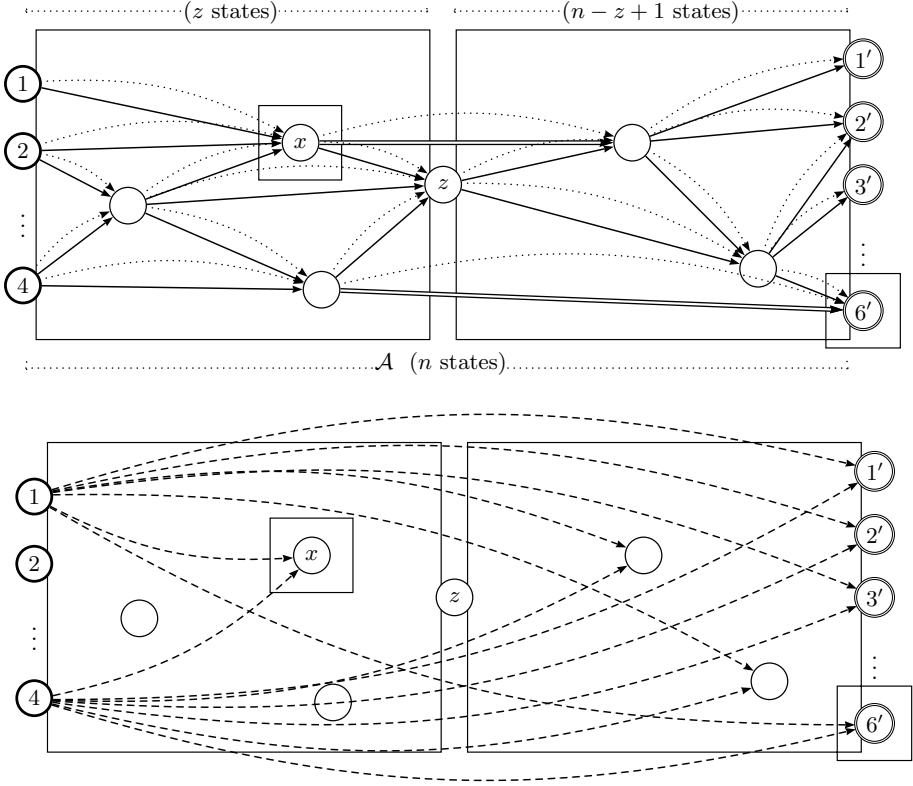 (z states) (n − z + 1 states)
1 1′
2 x 2′
z 3′
⋮ ⋮
4 6′
𝒜 (n states)
1 1′
x 2′
2
z 3′
⋮ ⋮
4 6′